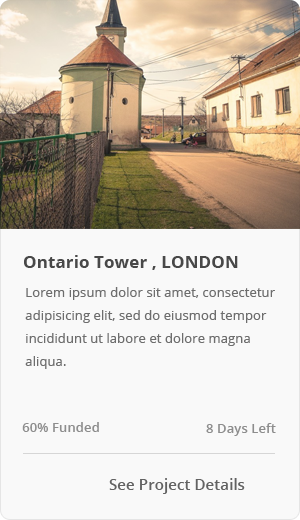 Ontario Tower , LONDON
Lorem ipsum dolor sit amet, consectetur
adipisicing elit, sed do eiusmod tempor
incididunt ut labore et dolore magna
aliqua.
60% Funded
8 Days Left
See Project Details